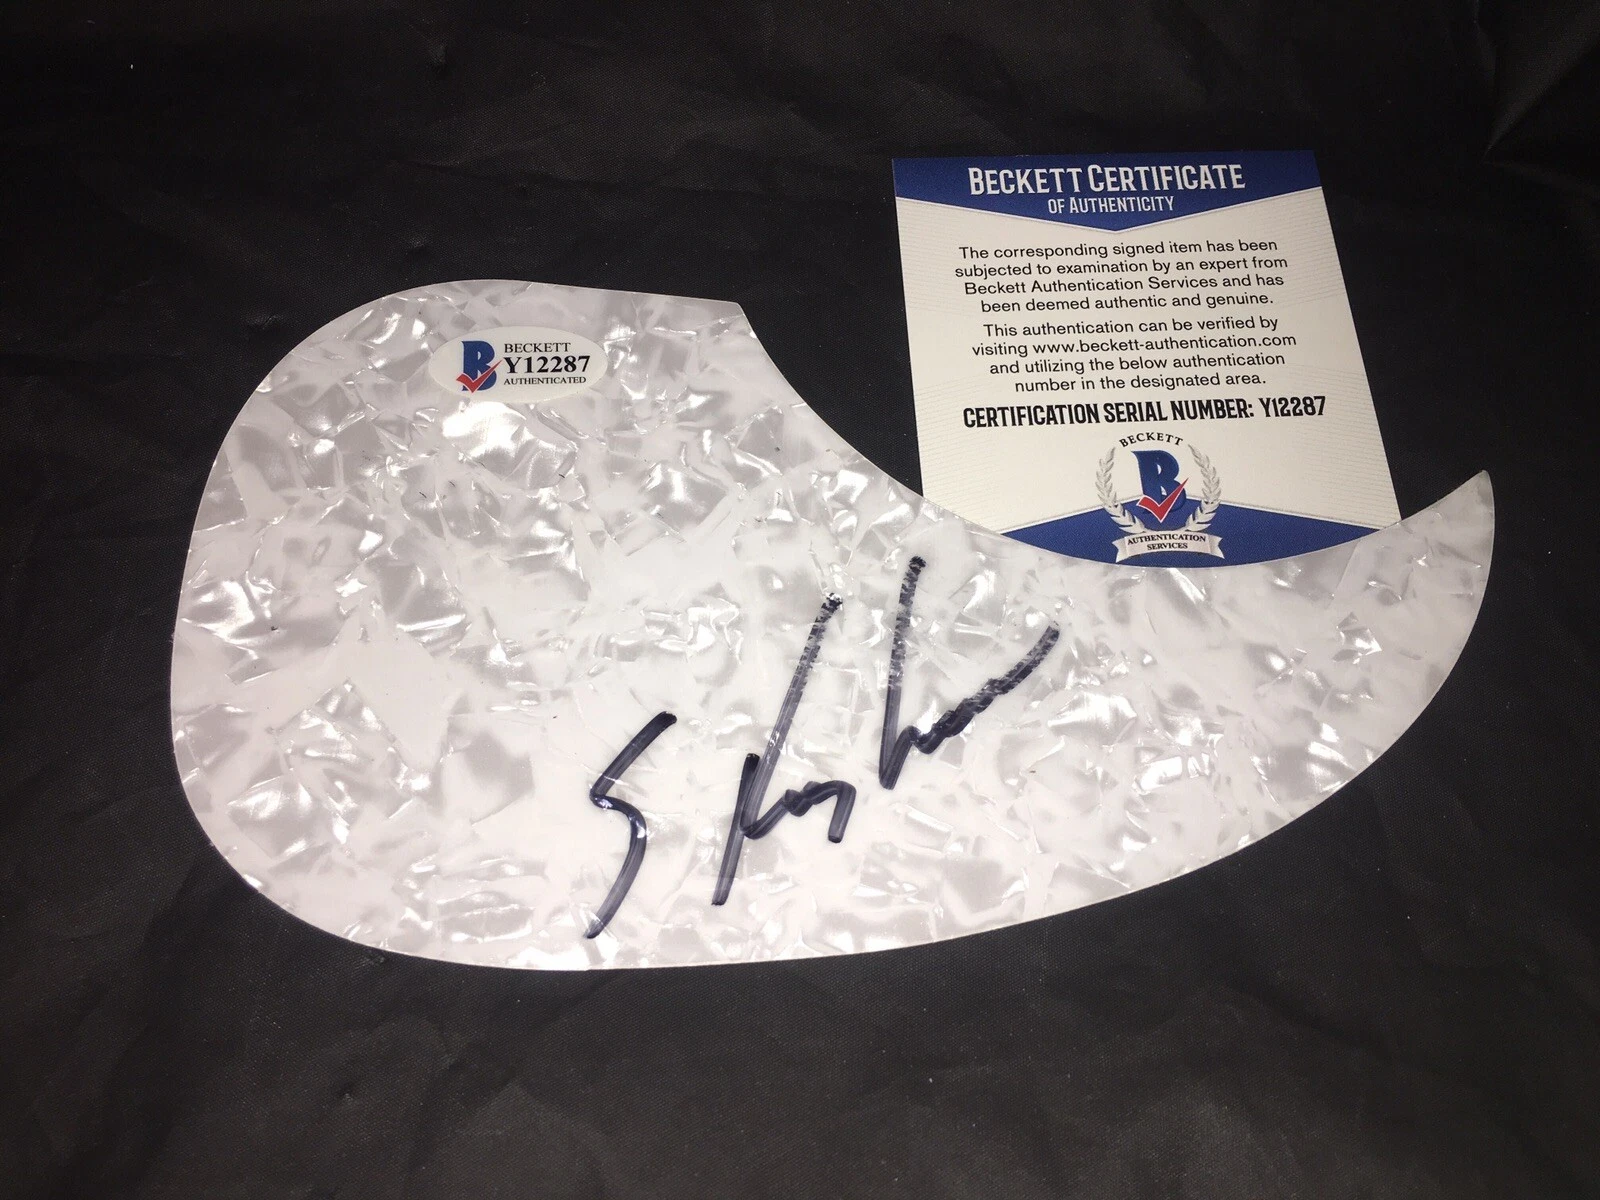 BECKETT CERTIFICATE
OF AUTHENTICITY
The corresponding signed item has been
subjected to examination by an expert from
Beckett Authentication Services and has
been deemed authentic and genuine.
This authentication can be verified by
visiting www.beckett-authentication.com
and utilizing the below authentication
number in the designated area.
CERTIFICATION SERIAL NUMBER: Y12287
BECKETT
B
AUTHENTICATION
SERVICES
B
BECKETT
Y12287
AUTHENTICATED